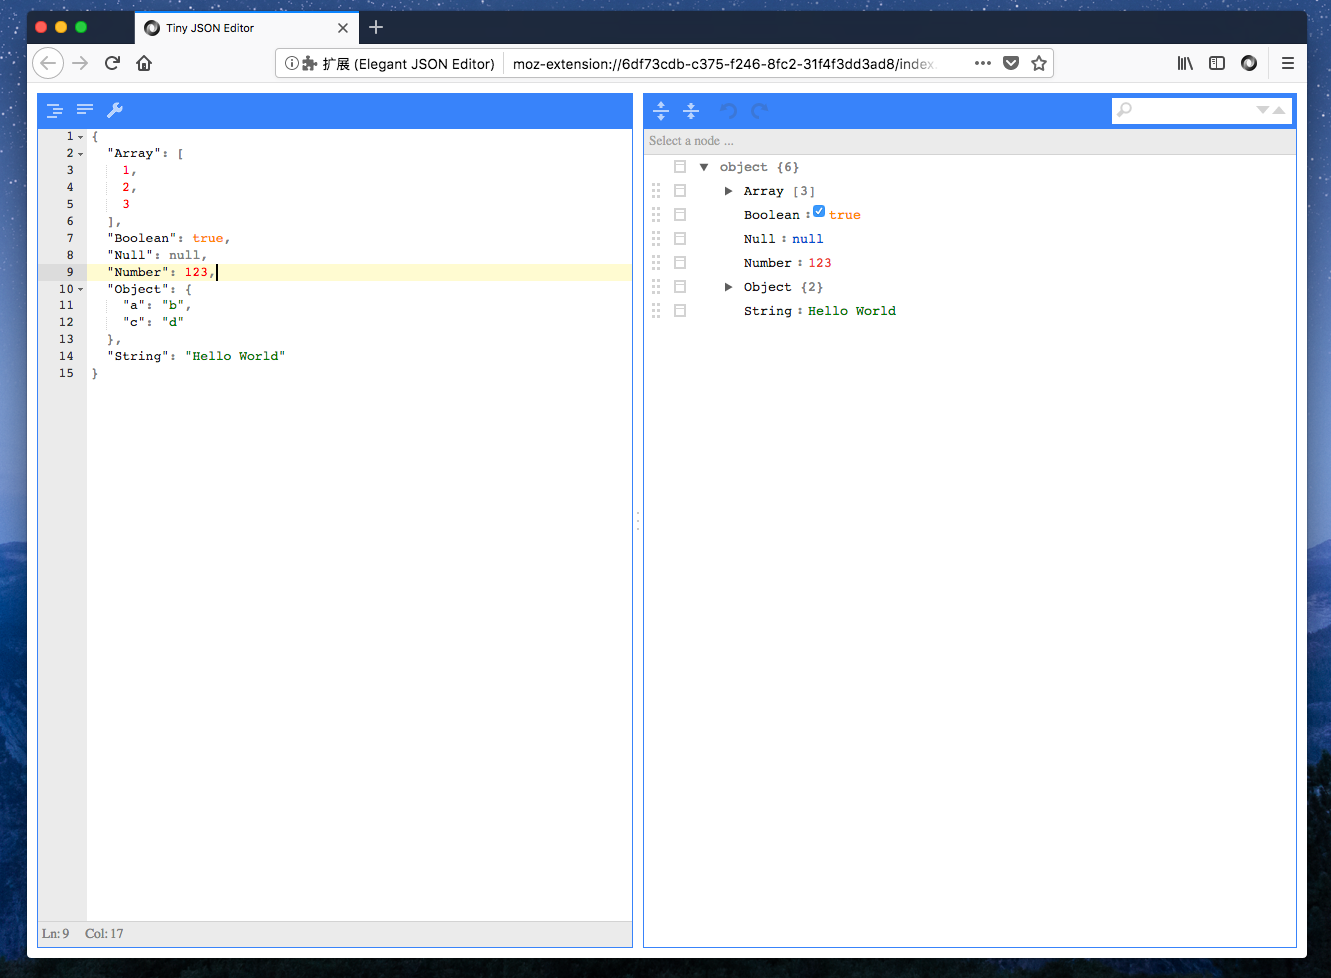 Tiny JSON Editor
扩展 (Elegant JSON Editor)
moz-extension://6df73cdb-c375-f246-8fc2-31f4f3dd3ad8/index.
1 {
2 "Array": [
3 1,
4 2,
5 3
6 ],
7 "Boolean": true,
8 "Null": null,
9 "Number": 123,
10 "Object": {
11 "a": "b",
12 "c": "d"
13 },
14 "String": "Hello World"
15 }
Ln: 9 Col: 17
Select a node ...
object {6}
Array [3]
Boolean : true
Null : null
Number : 123
Object {2}
String : Hello World